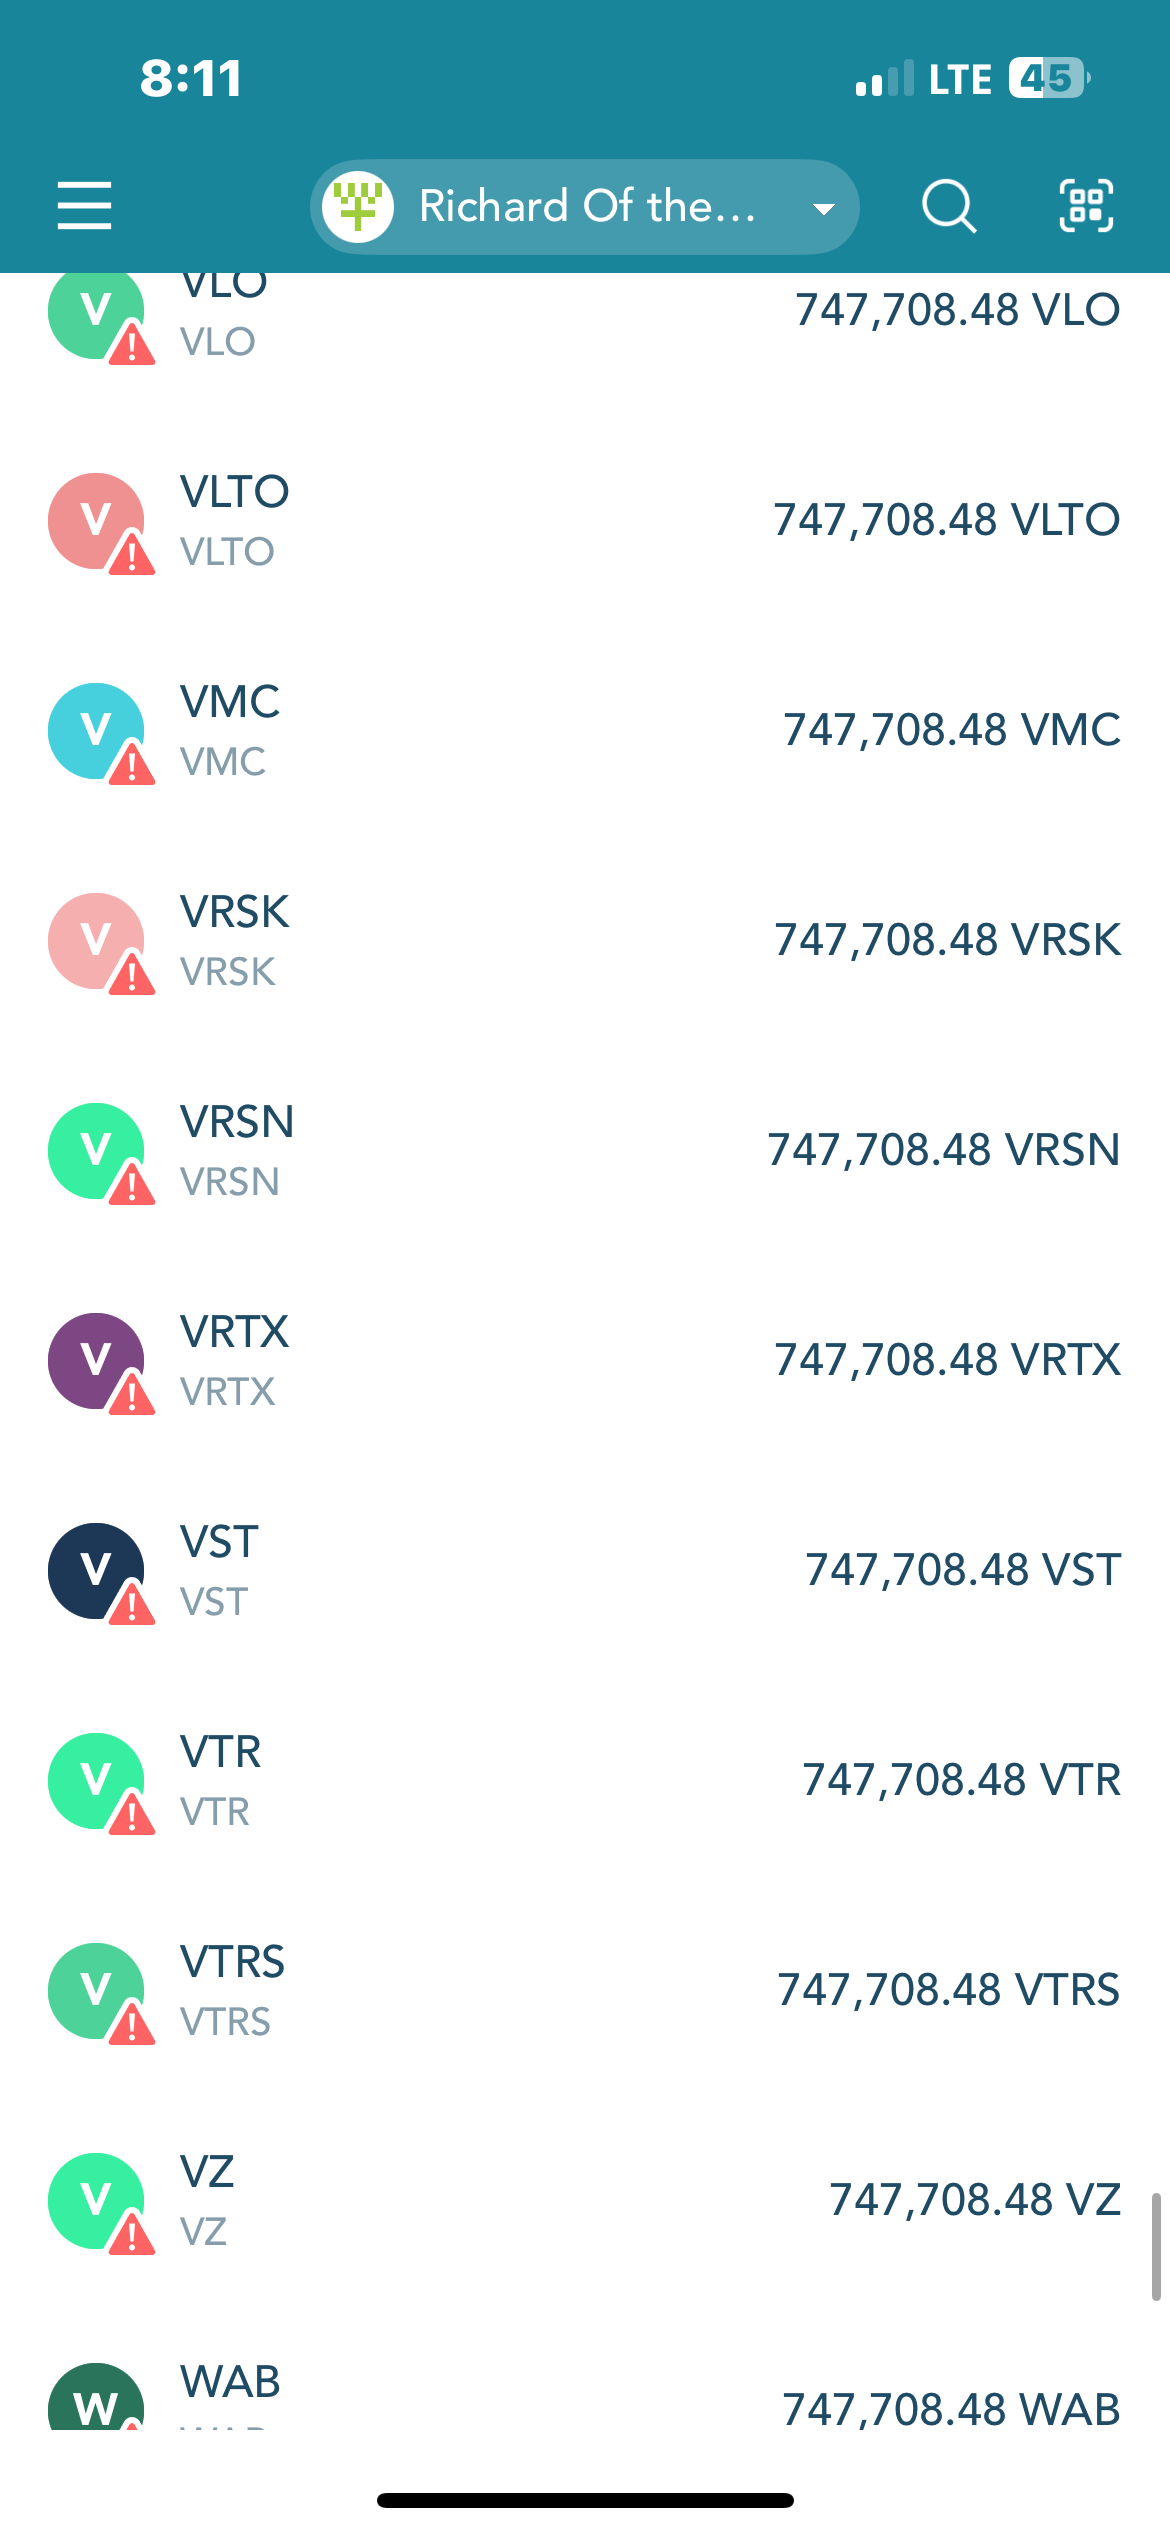 8:11
LTE 45
Richard Of the...
V
VLO
VLO
747,708.48 VLO
V
VLTO
VLTO
747,708.48 VLTO
V
VMC
VMC
747,708.48 VMC
V
VRSK
VRSK
747,708.48 VRSK
V
VRSN
VRSN
747,708.48 VRSN
V
VRTX
VRTX
747,708.48 VRTX
V
VST
VST
747,708.48 VST
V
VTR
VTR
747,708.48 VTR
V
VTRS
VTRS
747,708.48 VTRS
V
VZ
VZ
747,708.48 VZ
W
WAB
747,708.48 WAB